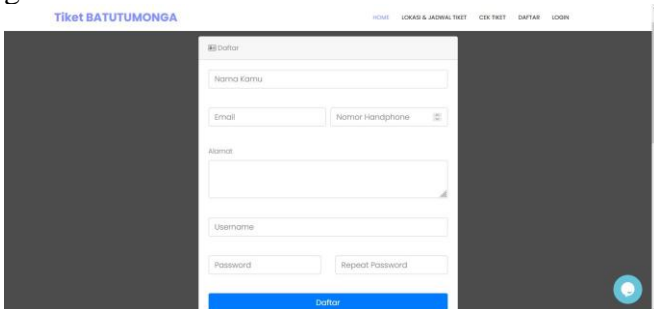 Tiket BATUTUMONGA
HOME LOKASI & JADWAL TIKET CEK TIKET DAFTAR LOGIN
Daftar
Nama Kamu
Email Nomor Handphone
Alamat
Username
Password Repeat Password
Daftar